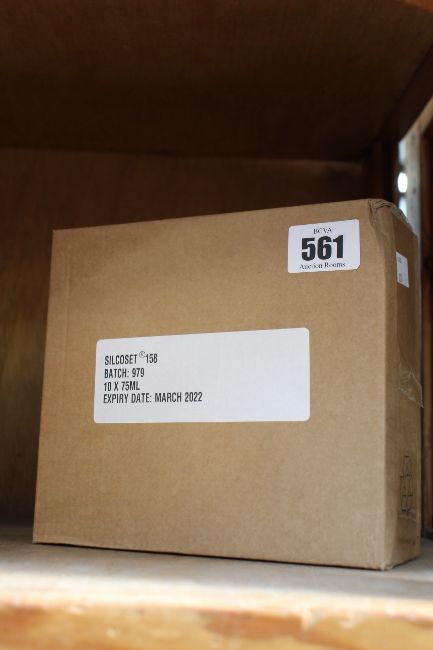 BCVA
561
Auction Rooms
SILCOSET ® 158
BATCH: 979
10 X 75ML
EXPIRY DATE: MARCH 2022